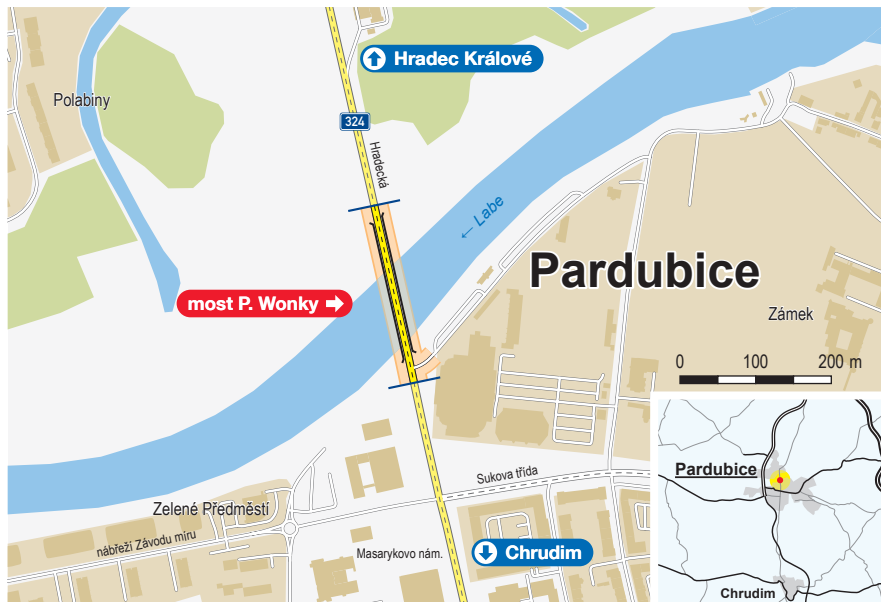 Hradec Králové
Polabiny
324
Hradecká
← Labe
Pardubice
most P. Wonky
Zámek
0 100 200 m
Pardubice
Sukova třída
Zelené Předměstí
nábřeží Závodu míru
Masarykovo nám.
Chrudim
Chrudim